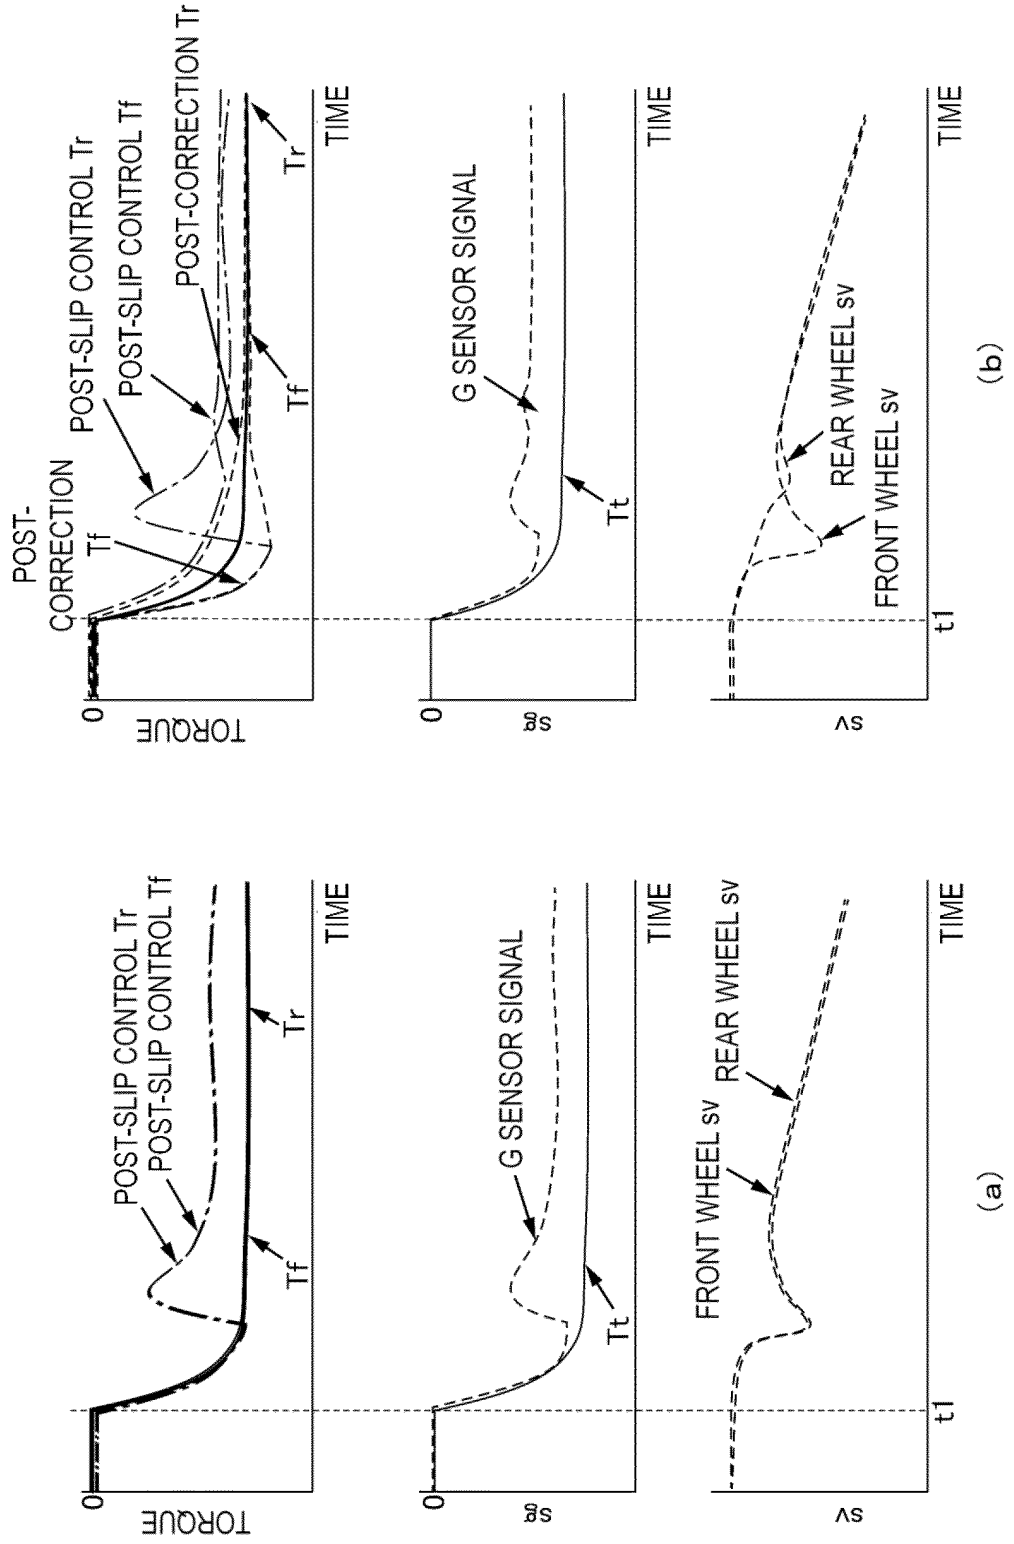 TORQUE
0
POST-SLIP CONTROL Tr
POST-SLIP CONTROL Tf
Tf
Tr
TIME
sg
0
G SENSOR SIGNAL
Tt
TIME
sv
FRONT WHEEL sv
REAR WHEEL sv
t1
TIME
(a)
TORQUE
0
POST-
CORRECTION
Tf
POST-SLIP CONTROL Tr
POST-SLIP CONTROL Tf
POST-CORRECTION Tr
Tf
Tr
TIME
sg
0
G SENSOR SIGNAL
Tt
TIME
sv
REAR WHEEL sv
FRONT WHEEL sv
t1
TIME
(b)